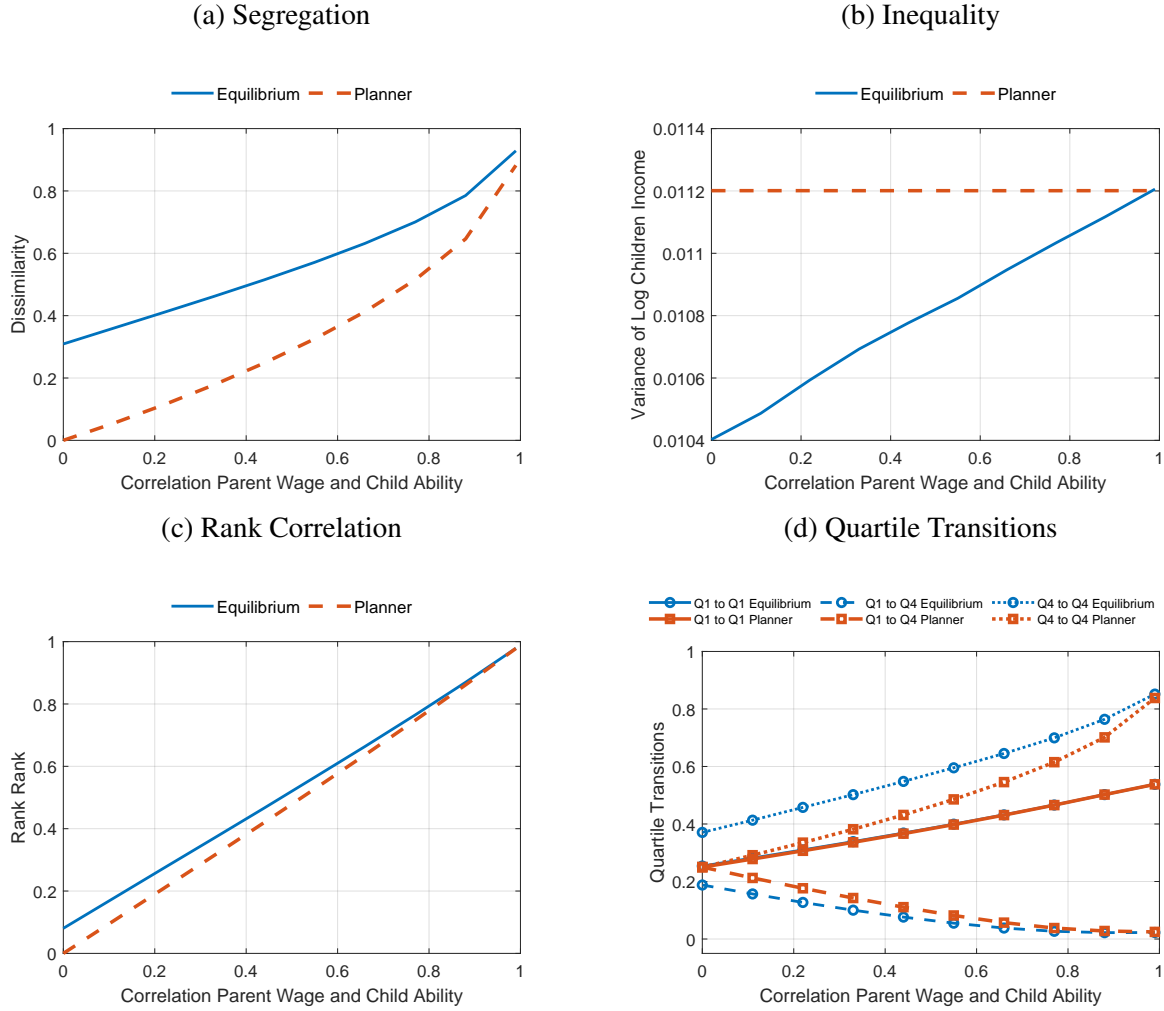 (a) Segregation
Equilibrium Planner
1
0.8
0.6
0.4
0.2
0
Dissimilarity
0 0.2 0.4 0.6 0.8 1
Correlation Parent Wage and Child Ability
(b) Inequality
Equilibrium Planner
0.0114
0.0112
0.011
0.0108
0.0106
0.0104
Variance of Log Children Income
0 0.2 0.4 0.6 0.8 1
Correlation Parent Wage and Child Ability
(c) Rank Correlation
Equilibrium Planner
1
0.8
0.6
0.4
0.2
0
Rank Rank
0 0.2 0.4 0.6 0.8 1
Correlation Parent Wage and Child Ability
(d) Quartile Transitions
Q1 to Q1 Equilibrium Q1 to Q4 Equilibrium Q4 to Q4 Equilibrium
Q1 to Q1 Planner Q1 to Q4 Planner Q4 to Q4 Planner
1
0.8
0.6
0.4
0.2
0
Quartile Transitions
0 0.2 0.4 0.6 0.8 1
Correlation Parent Wage and Child Ability